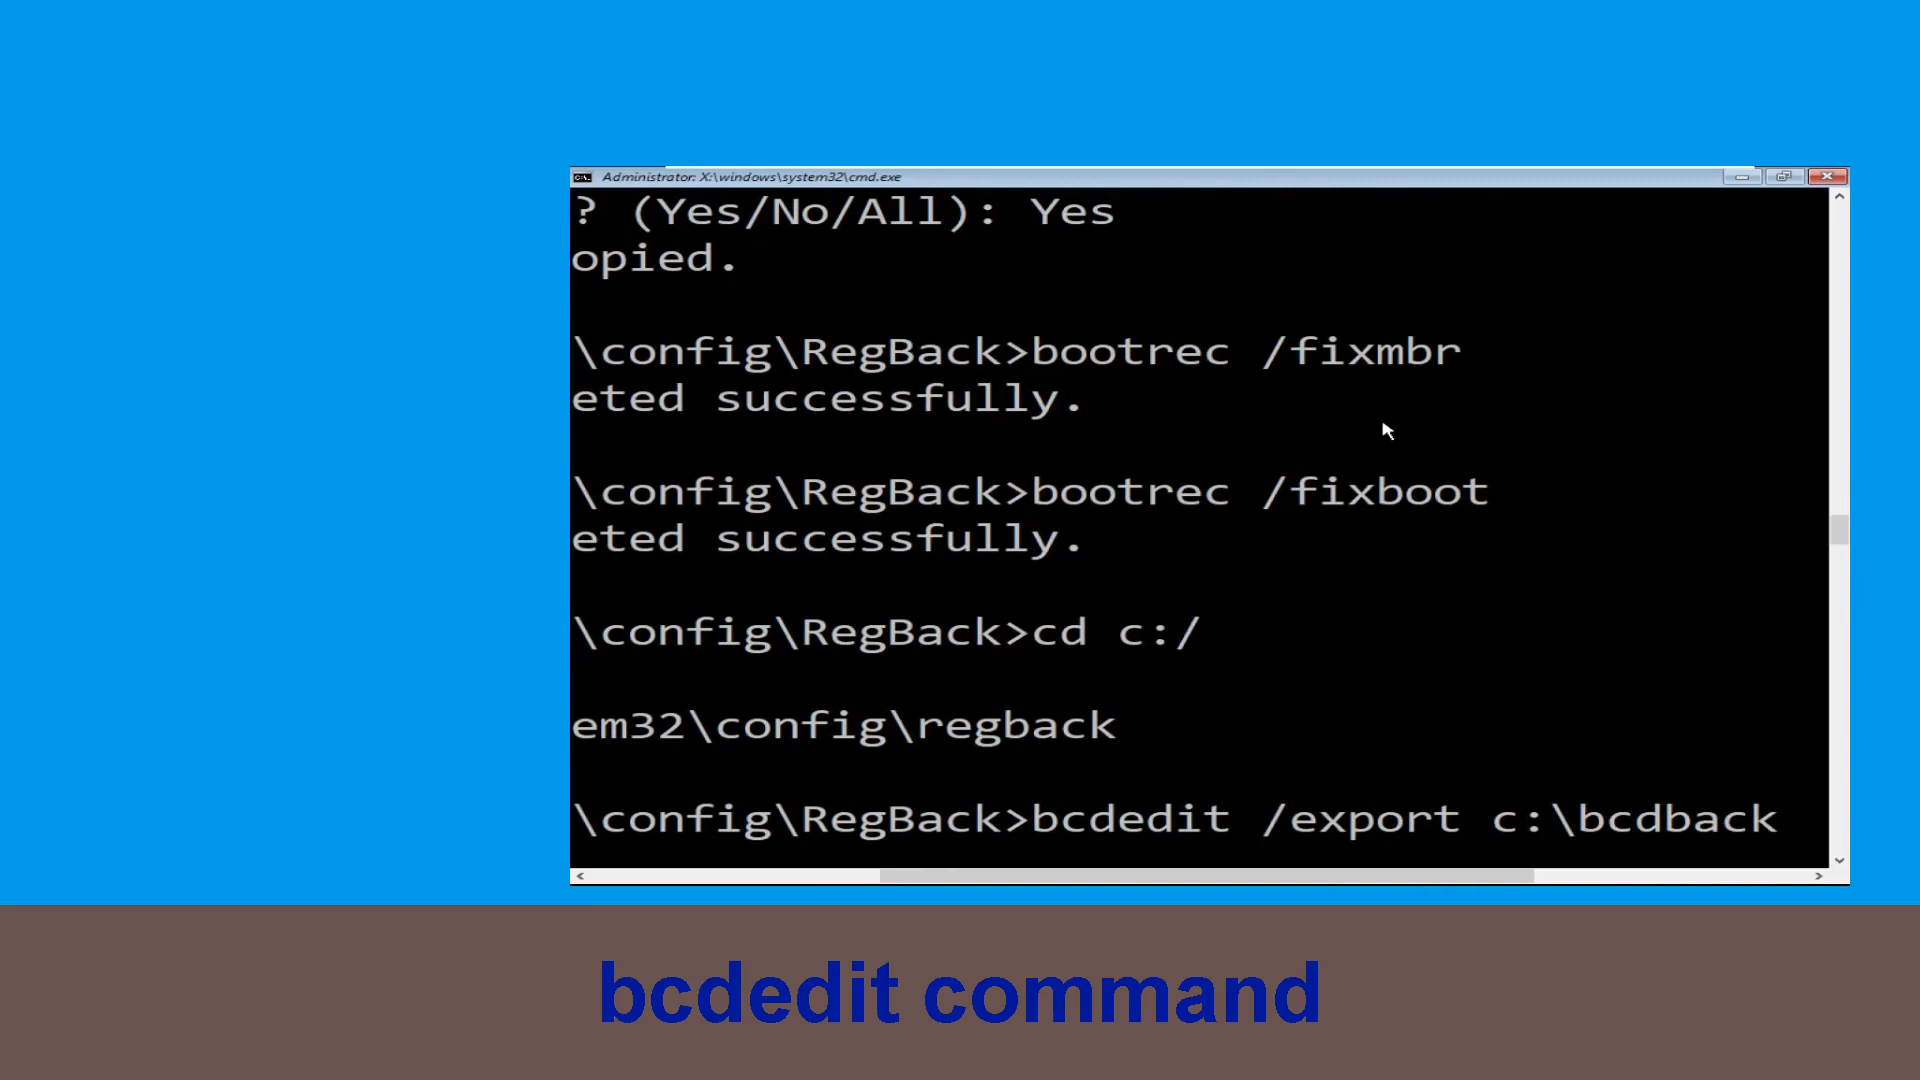 Administrator: X:\windows\system32\cmd.exe
? (Yes/No/All): Yes
opied.
\config\RegBack>bootrec /fixmbr
eted successfully.
\config\RegBack>bootrec /fixboot
eted successfully.
\config\RegBack>cd c:/
em32\config\regback
\config\RegBack>bcdedit /export c:\bcdback
bcdedit command